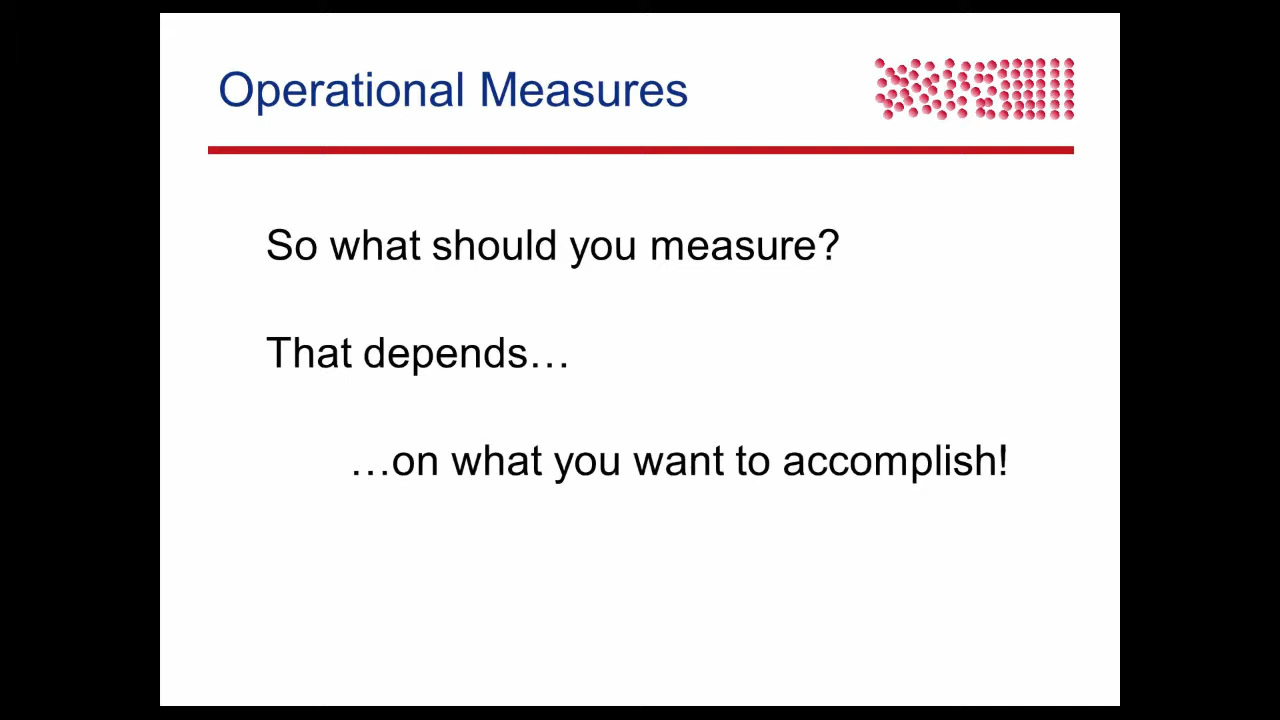 Operational Measures
So what should you measure?
That depends…
…on what you want to accomplish!